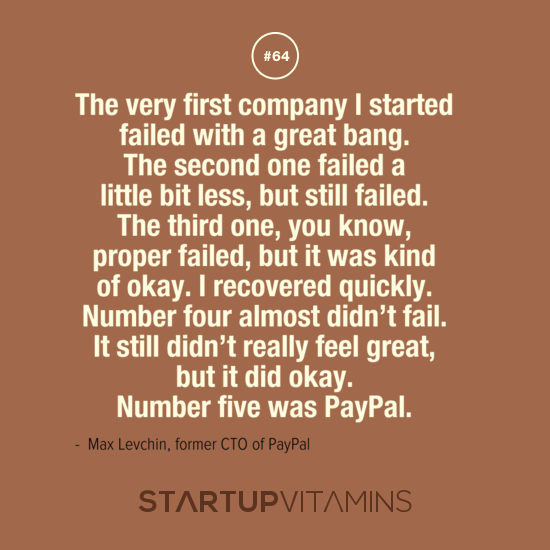 #64
The very first company I started
failed with a great bang.
The second one failed a
little bit less, but still failed.
The third one, you know,
proper failed, but it was kind
of okay. I recovered quickly.
Number four almost didn’t fail.
It still didn’t really feel great,
but it did okay.
Number five was PayPal.
- Max Levchin, former CTO of PayPal
STARTUPVITAMINS